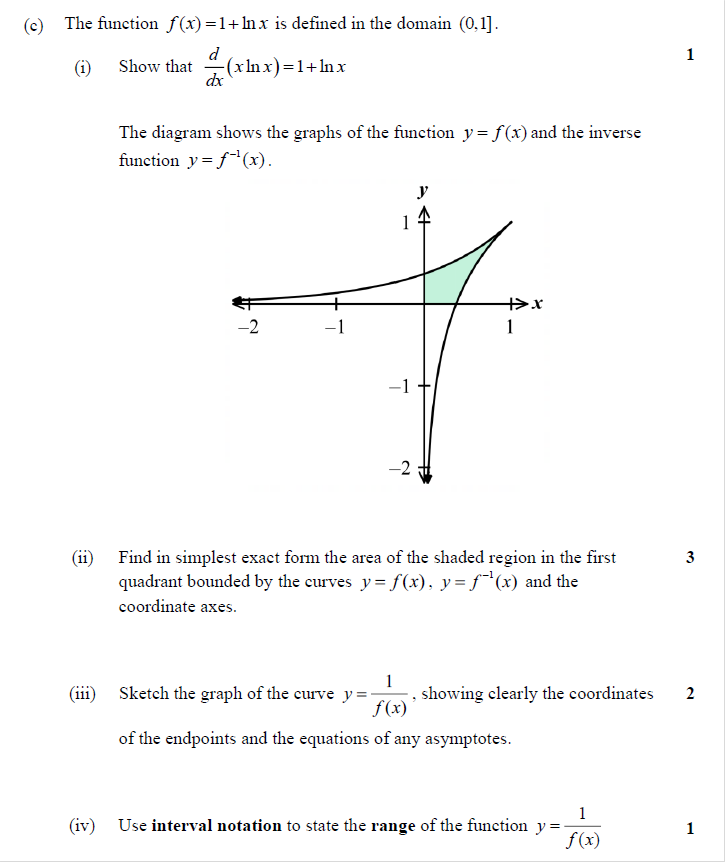 (c) The function f(x)=1+ln x is defined in the domain (0,1].
(i) Show that d/dx (x ln x)=1+ln x 1
The diagram shows the graphs of the function y=f(x) and the inverse
function y=f⁻¹(x).
y
1
x
-2 -1 1
-1
-2
(ii) Find in simplest exact form the area of the shaded region in the first 3
quadrant bounded by the curves y=f(x), y=f⁻¹(x) and the
coordinate axes.
(iii) Sketch the graph of the curve y=1/f(x), showing clearly the coordinates 2
of the endpoints and the equations of any asymptotes.
(iv) Use interval notation to state the range of the function y=1/f(x) 1